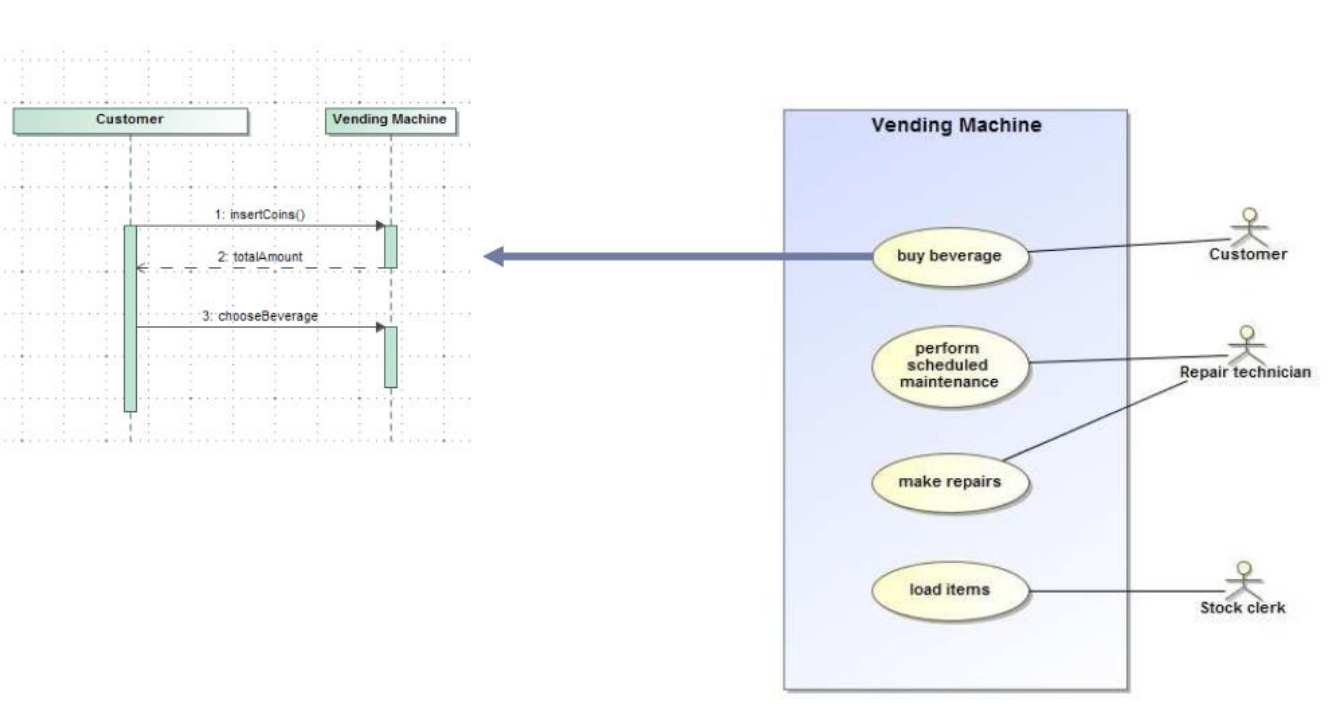 Customer
Vending Machine
1: insertCoins()
2: totalAmount
3: chooseBeverage
Vending Machine
buy beverage
Customer
perform
scheduled
maintenance
Repair technician
make repairs
load items
Stock clerk